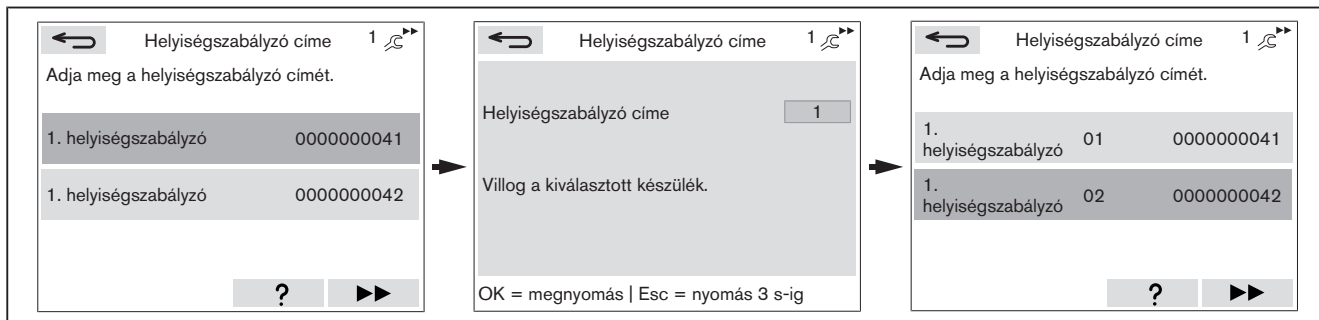 Helyiségszabályzó címe 1
Adja meg a helyiségszabályzó címét.
1. helyiségszabályzó 0000000041
1. helyiségszabályzó 0000000042
?
Helyiségszabályzó címe 1
Helyiségszabályzó címe 1
Villog a kiválasztott készülék.
OK = megnyomás | Esc = nyomás 3 s-ig
Helyiségszabályzó címe 1
Adja meg a helyiségszabályzó címét.
1.
helyiségszabályzó 01 0000000041
1.
helyiségszabályzó 02 0000000042
?